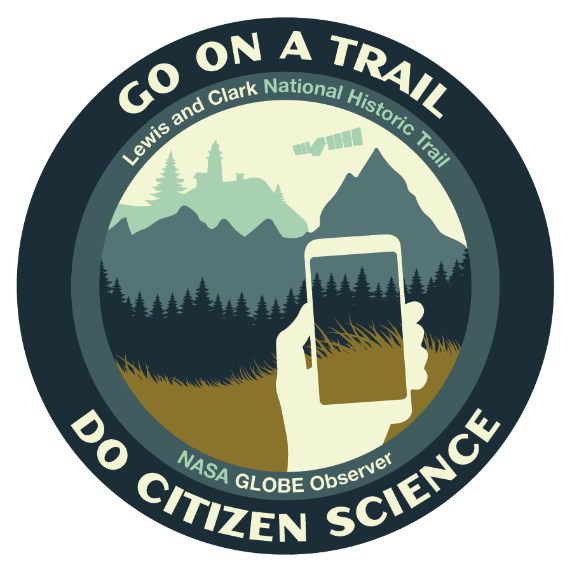 GO ON A TRAIL
Lewis and Clark National Historic Trail
NASA GLOBE Observer
DO CITIZEN SCIENCE